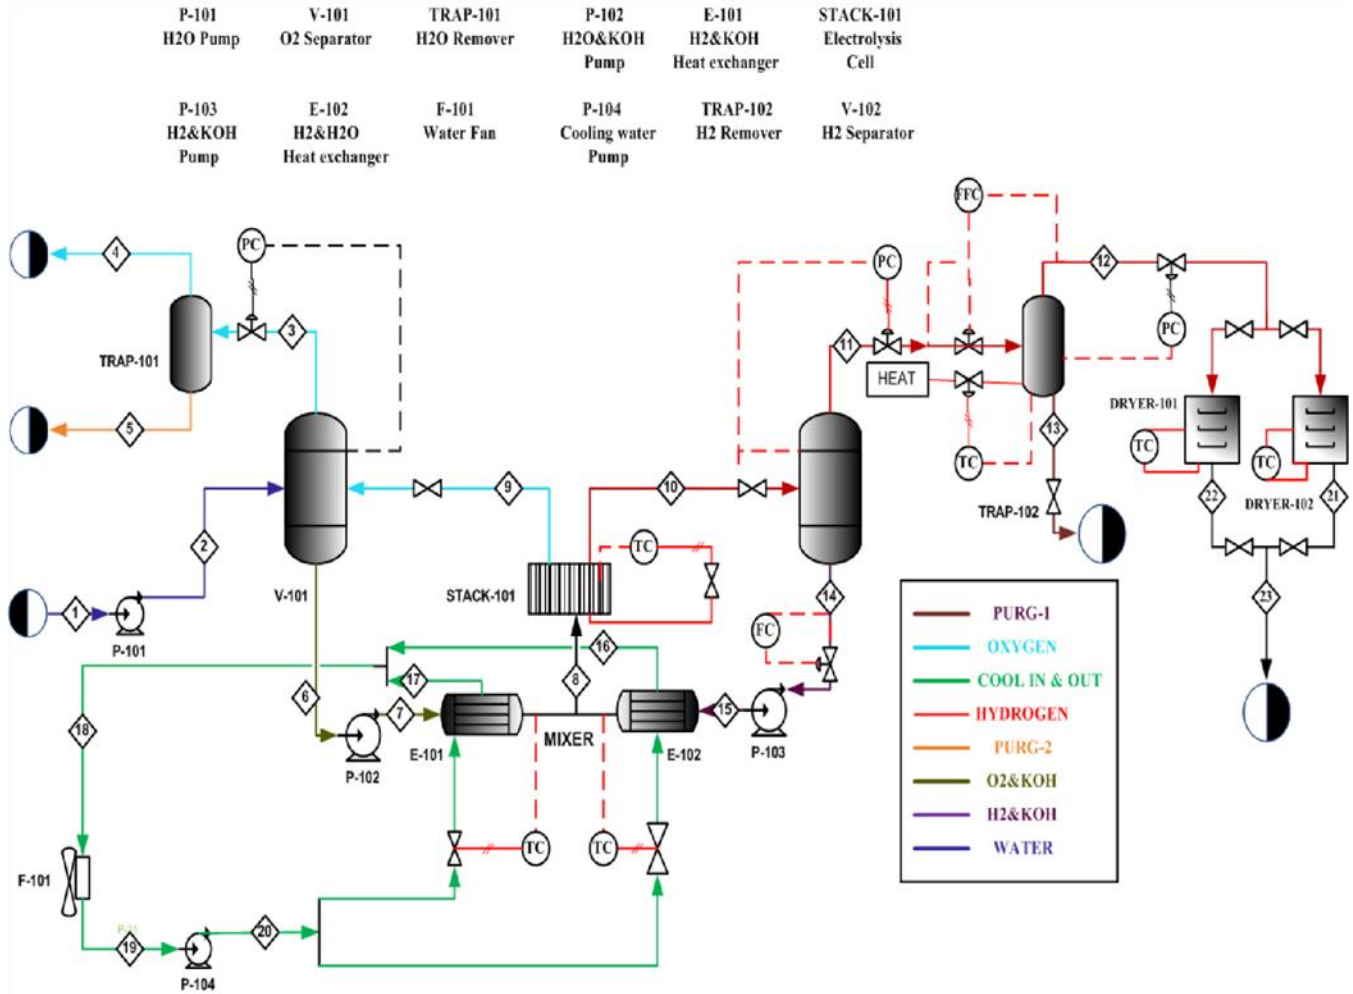 P-101 V-101 TRAP-101 P-102 E-101 STACK-101
H2O Pump O2 Separator H2O Remover H2O&KOH H2&KOH Electrolysis
Pump Heat exchanger Cell
P-103 E-102 F-101 P-104 TRAP-102 V-102
H2&KOH H2&H2O Water Fan Cooling water H2 Remover H2 Separator
Pump Heat exchanger Pump
FFC
4 PC PC 12
3 PC
TRAP-101 11
HEAT
5 DRYER-101
13 TC
TC TC
9 10 22 DRYER-102 21
TRAP-102
2 TC
V-101 STACK-101 14
1 23
P-101 FC
16
17 8
6 7 15
18 MIXER
E-101 E-102 P-103
P-102
TC TC
F-101
P-21
19 20
P-104
PURG-1
OXYGEN
COOL IN & OUT
HYDROGEN
PURG-2
O2&KOH
H2&KOH
WATER